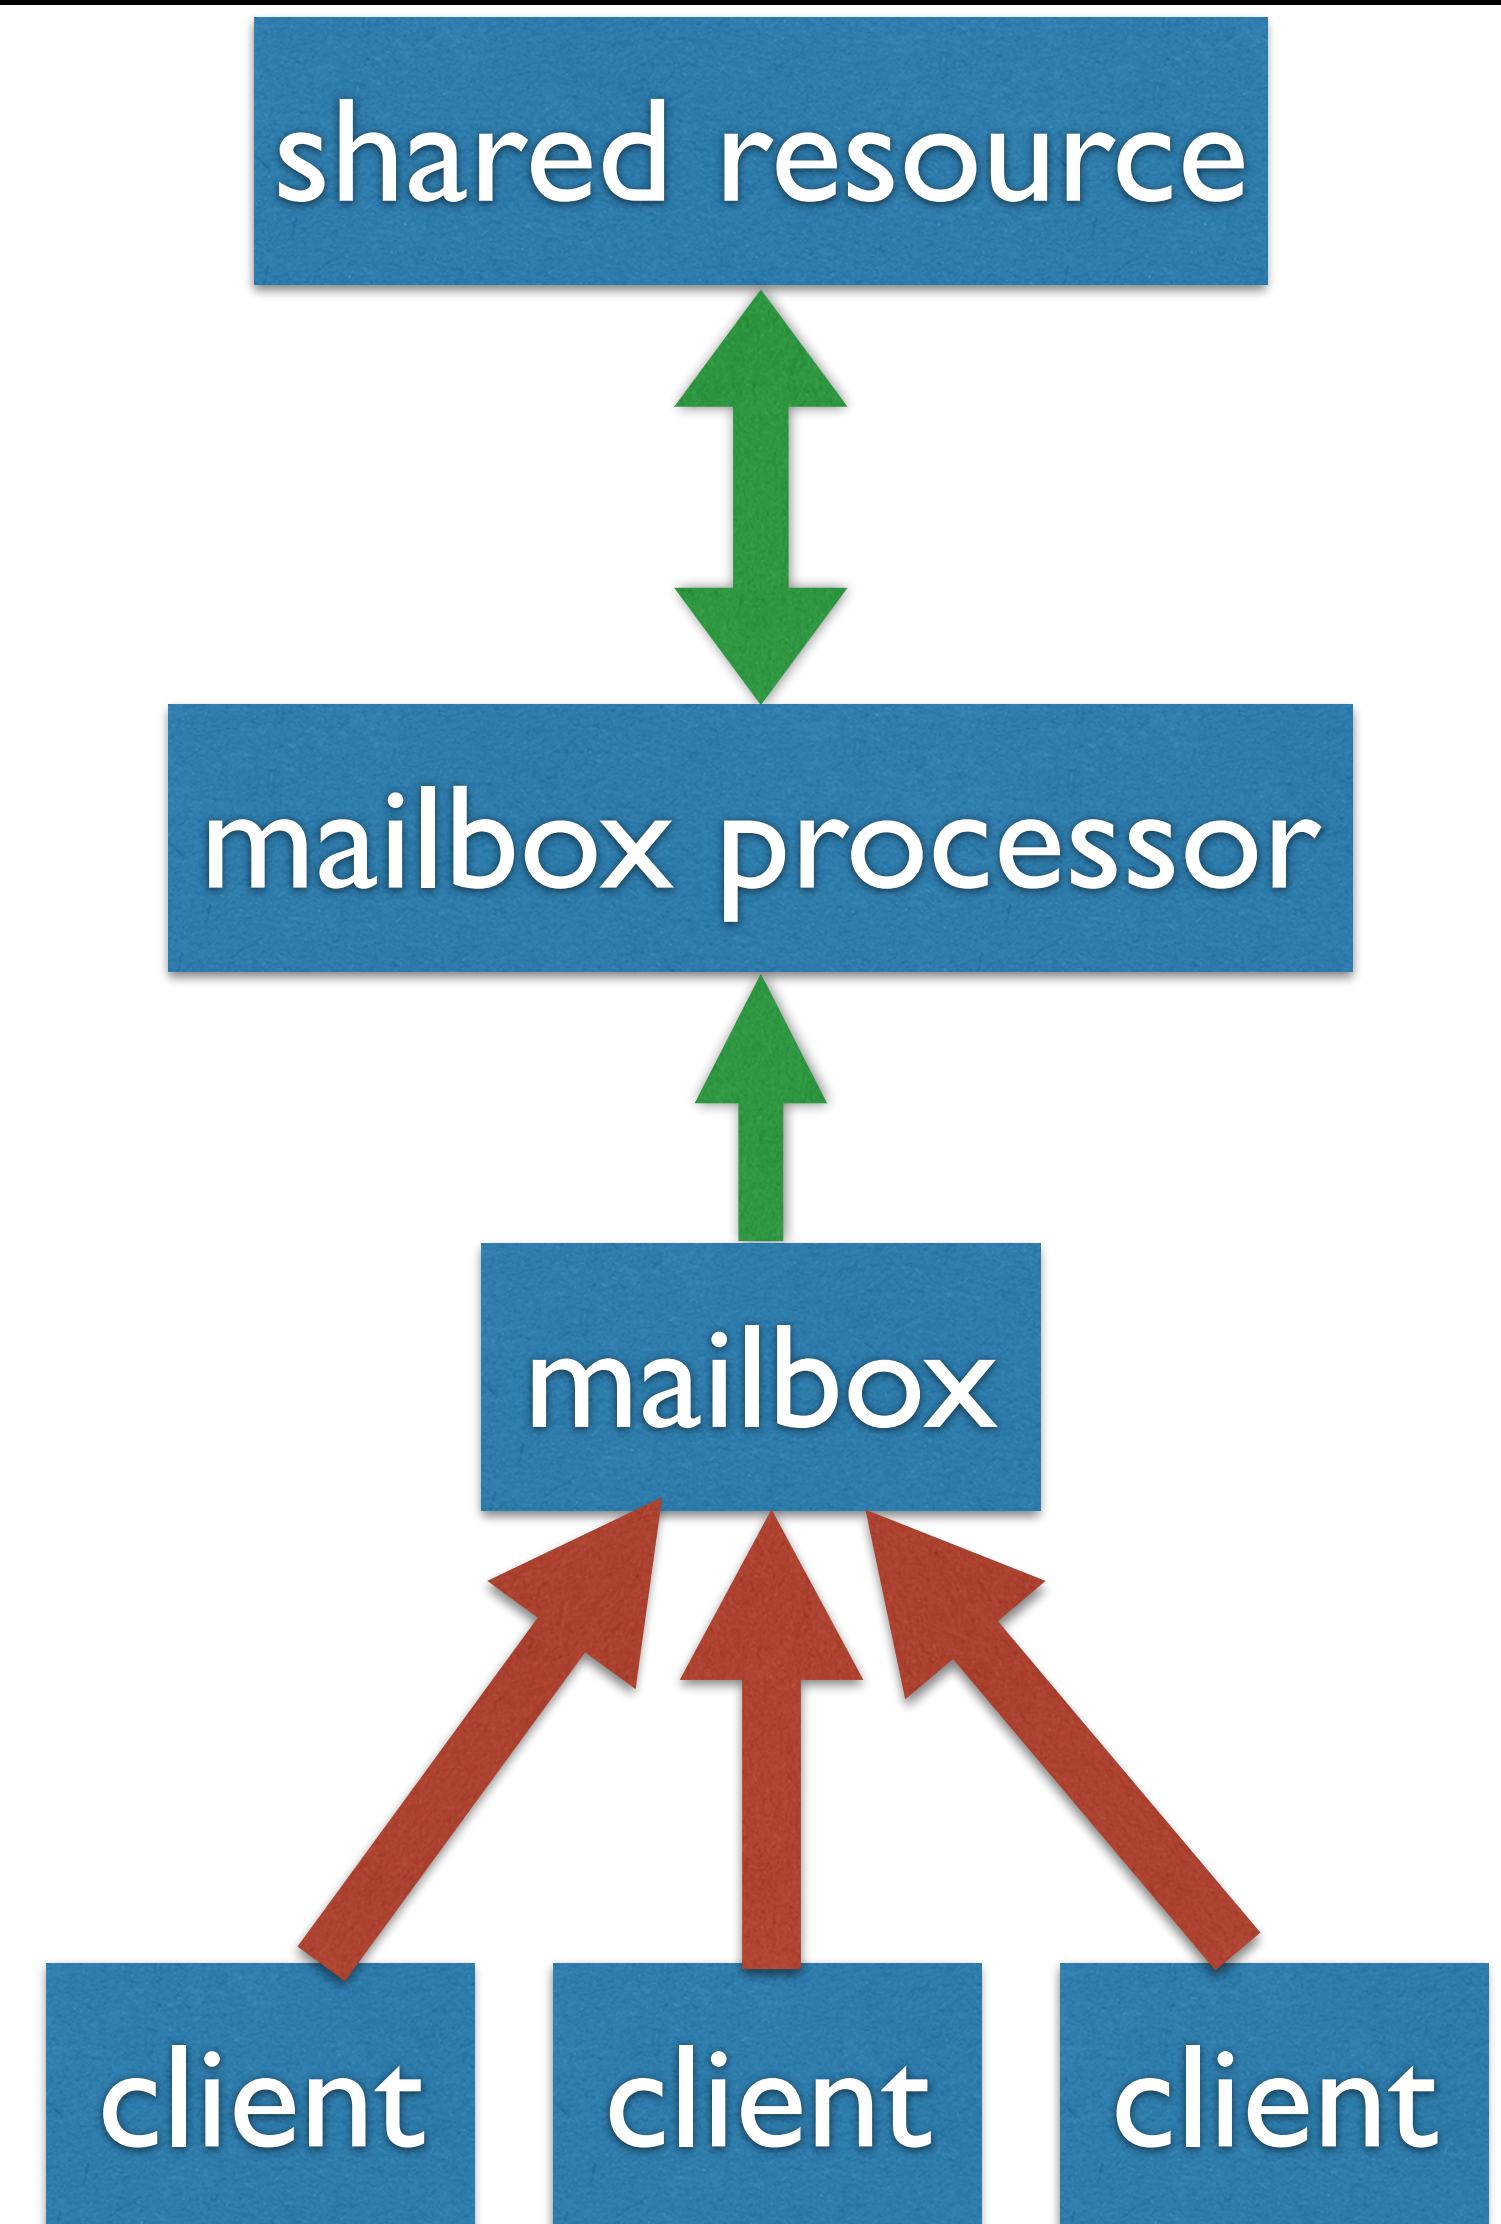 shared resource
mailbox processor
mailbox
client
client
client